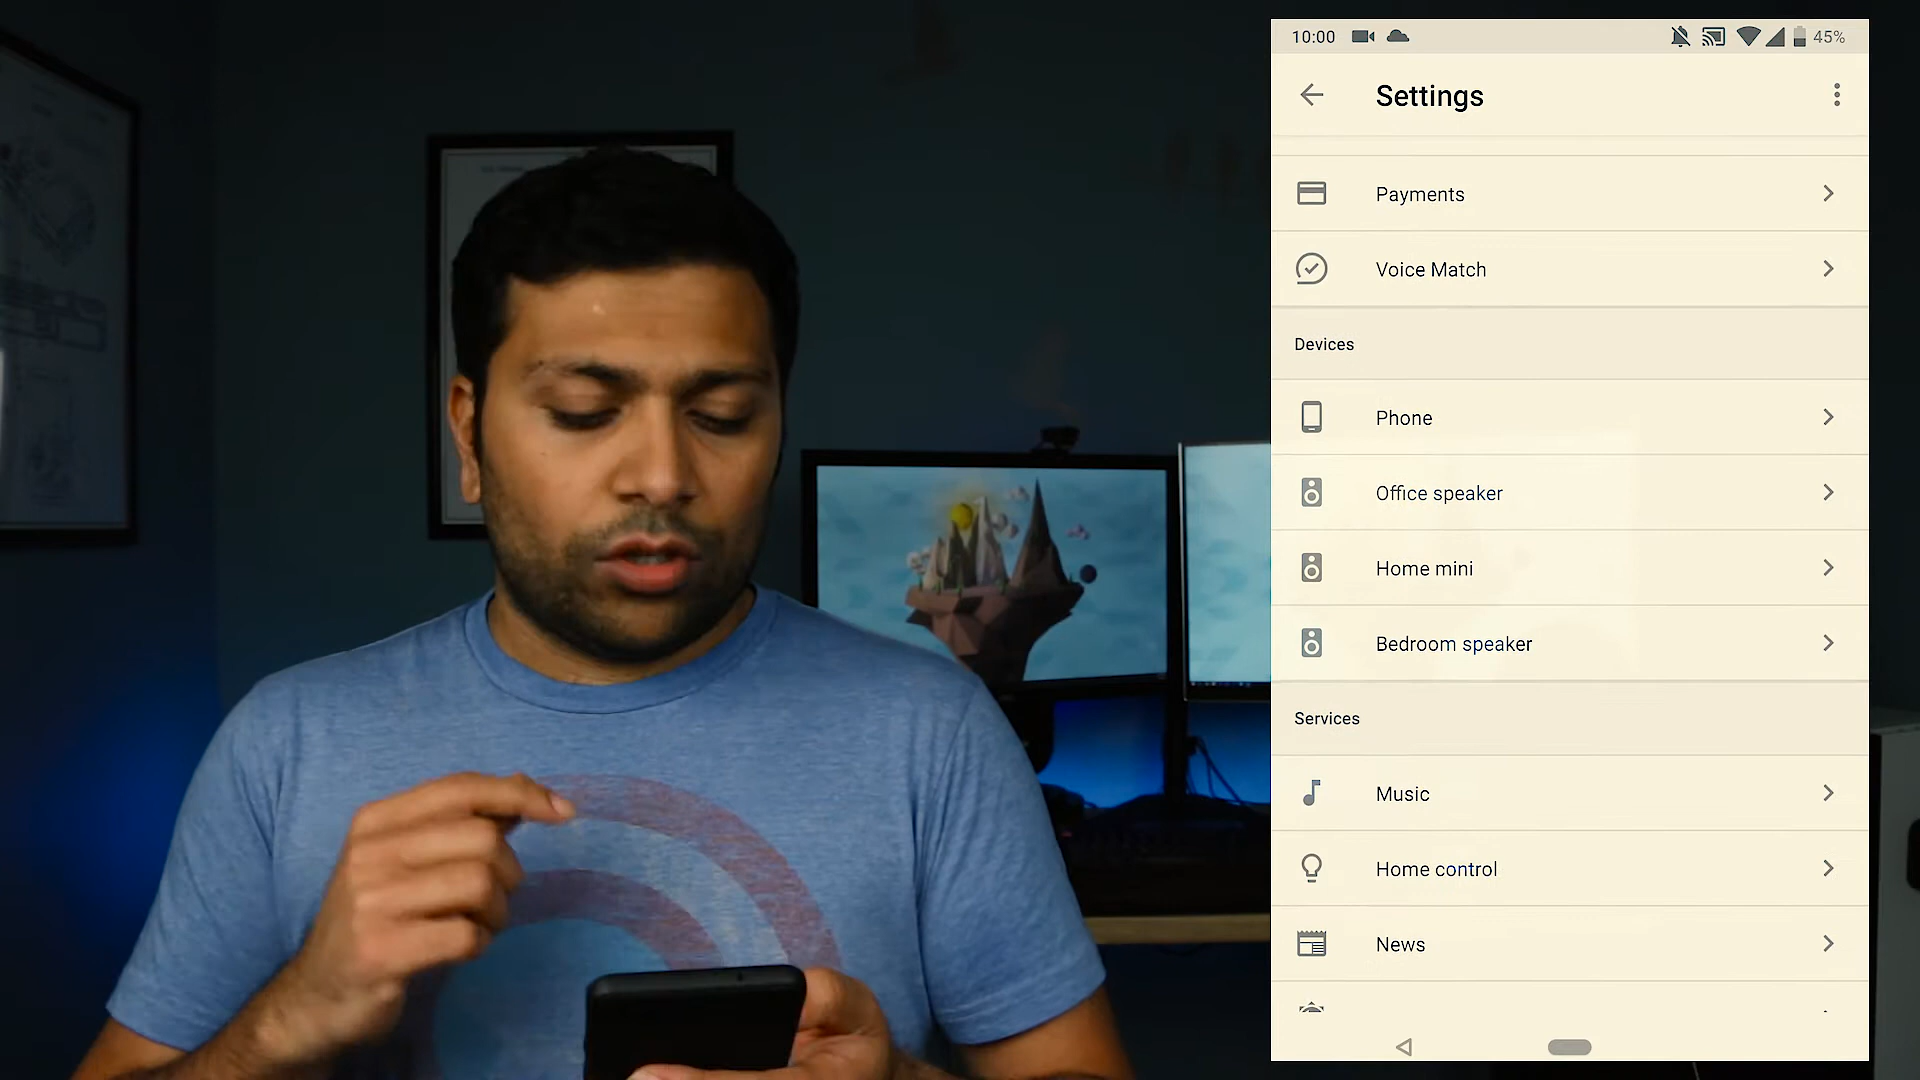 10:00
45%
Settings
Payments
Voice Match
Devices
Phone
Office speaker
Home mini
Bedroom speaker
Services
Music
Home control
News